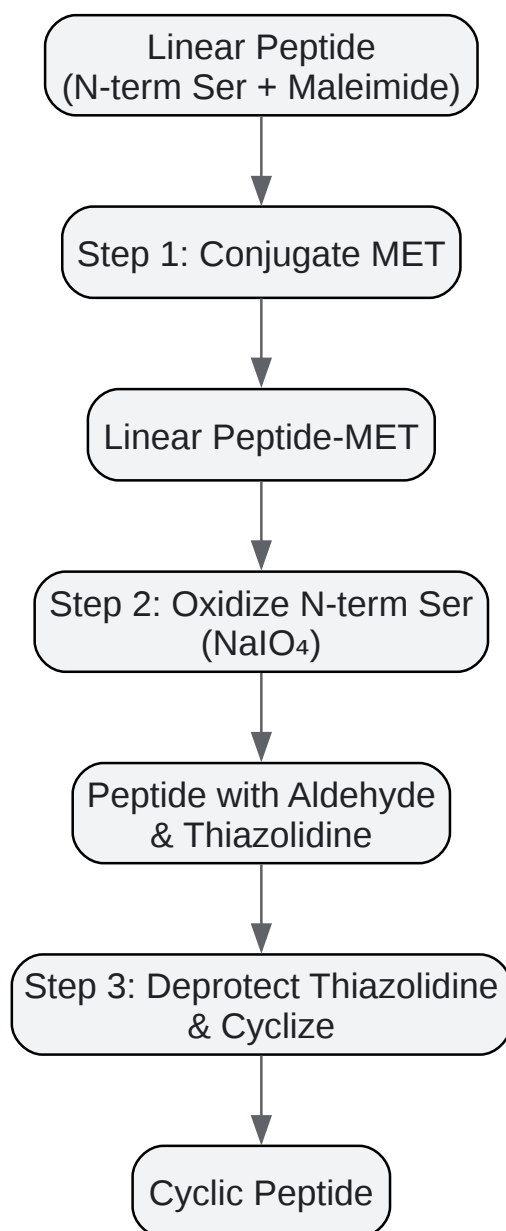 Linear Peptide
(N-term Ser + Maleimide)
Step 1: Conjugate MET
Linear Peptide-MET
Step 2: Oxidize N-term Ser
(NaIO₄)
Peptide with Aldehyde
& Thiazolidine
Step 3: Deprotect Thiazolidine
& Cyclize
Cyclic Peptide